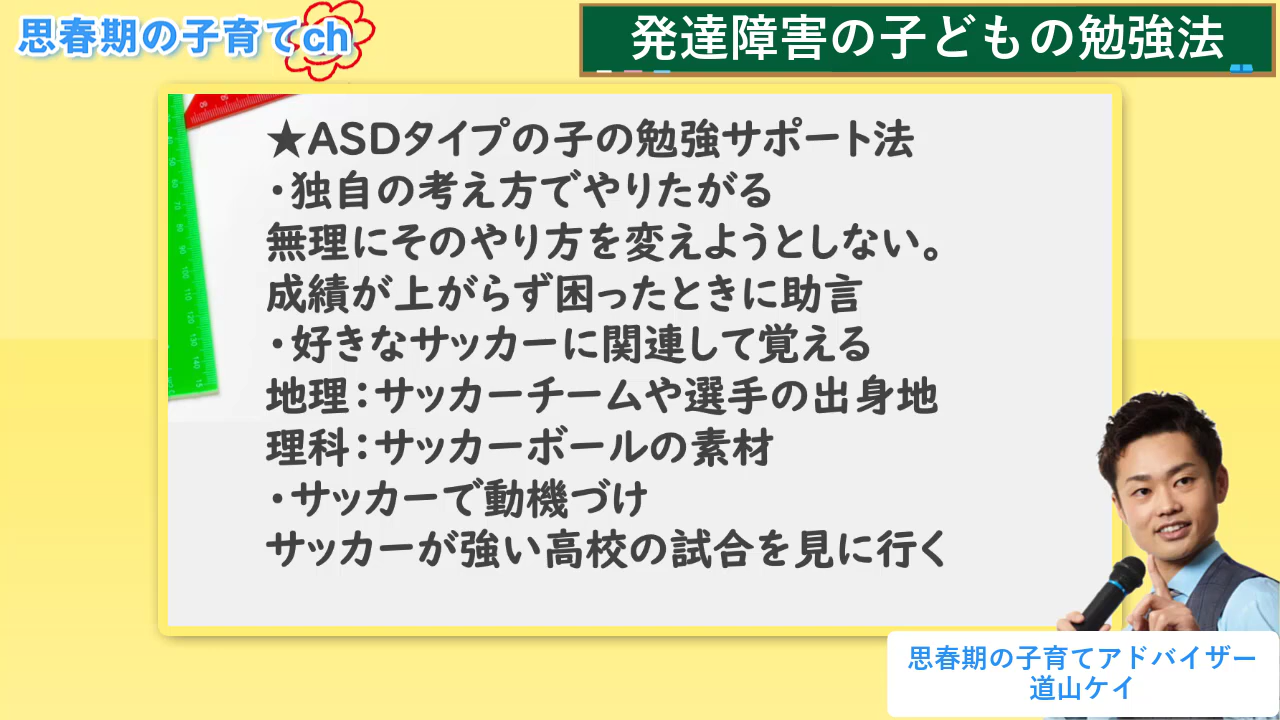 思春期の子育てch
発達障害の子どもの勉強法
★ASDタイプの子の勉強サポート法
・独自の考え方でやりたがる
無理にそのやり方を変えようとしない。
成績が上がらず困ったときに助言
・好きなサッカーに関連して覚える
地理：サッカーチームや選手の出身地
理科：サッカーボールの素材
・サッカーで動機づけ
サッカーが強い高校の試合を見に行く
思春期の子育てアドバイザー
道山ケイ